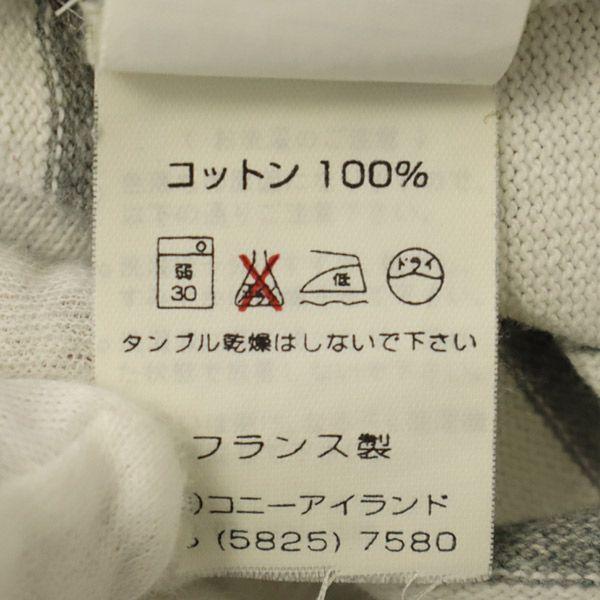 コットン 100%
弱 30 低 ドライ
タンブル乾燥はしないで下さい
フランス製
)コニーアイランド
(5825) 7580